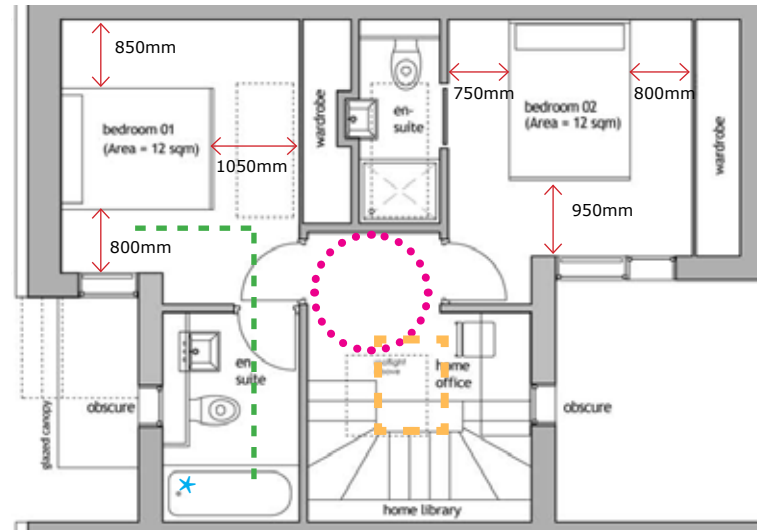 850mm
bedroom 01
(Area = 12 sqm)
1050mm
800mm
wardrobe
en-
suite
750mm
bedroom 02
(Area = 12 sqm)
800mm
950mm
wardrobe
en
suite
obscure
glazed canopy
home
office
obscure
home library